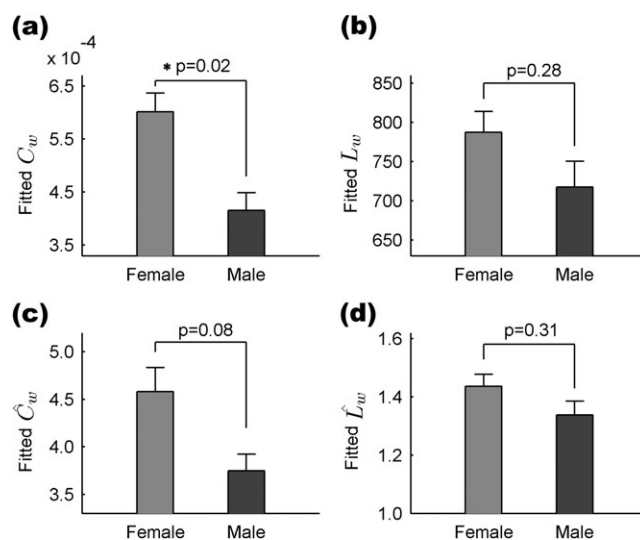 (a)
x 10⁻⁴
* p=0.02
6.5
5.5
4.5
3.5
Fitted C_w
Female Male
(b)
p=0.28
850
800
750
700
650
Fitted L_w
Female Male
(c)
p=0.08
5.0
4.5
4.0
3.5
Fitted Ĉ_w
Female Male
(d)
p=0.31
1.6
1.4
1.2
1.0
Fitted L̂_w
Female Male